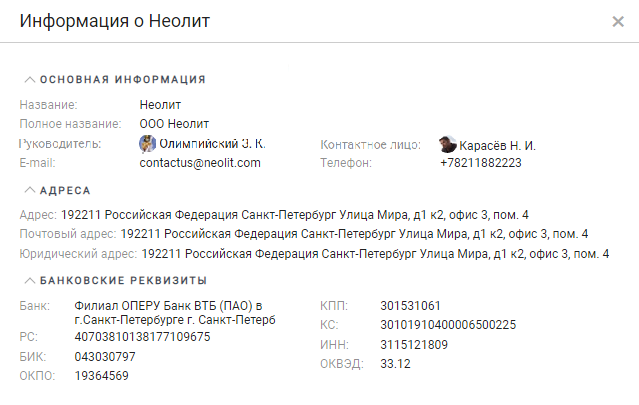 Информация о Неолит
ОСНОВНАЯ ИНФОРМАЦИЯ
Название: Неолит
Полное название: ООО Неолит
Руководитель: Олимпийский З. К. Контактное лицо: Карасёв Н. И.
E-mail: contactus@neolit.com Телефон: +78211882223
АДРЕСА
Адрес: 192211 Российская Федерация Санкт-Петербург Улица Мира, д1 к2, офис 3, пом. 4
Почтовый адрес: 192211 Российская Федерация Санкт-Петербург Улица Мира, д1 к2, офис 3, пом. 4
Юридический адрес: 192211 Российская Федерация Санкт-Петербург Улица Мира, д1 к2, офис 3, пом. 4
БАНКОВСКИЕ РЕКВИЗИТЫ
Банк: Филиал ОПЕРУ Банк ВТБ (ПАО) в КПП: 301531061
г.Санкт-Петербурге г. Санкт-Петерб КС: 30101910400006500225
РС: 40703810138177109675 ИНН: 3115121809
БИК: 043030797 ОКВЭД: 33.12
ОКПО: 19364569